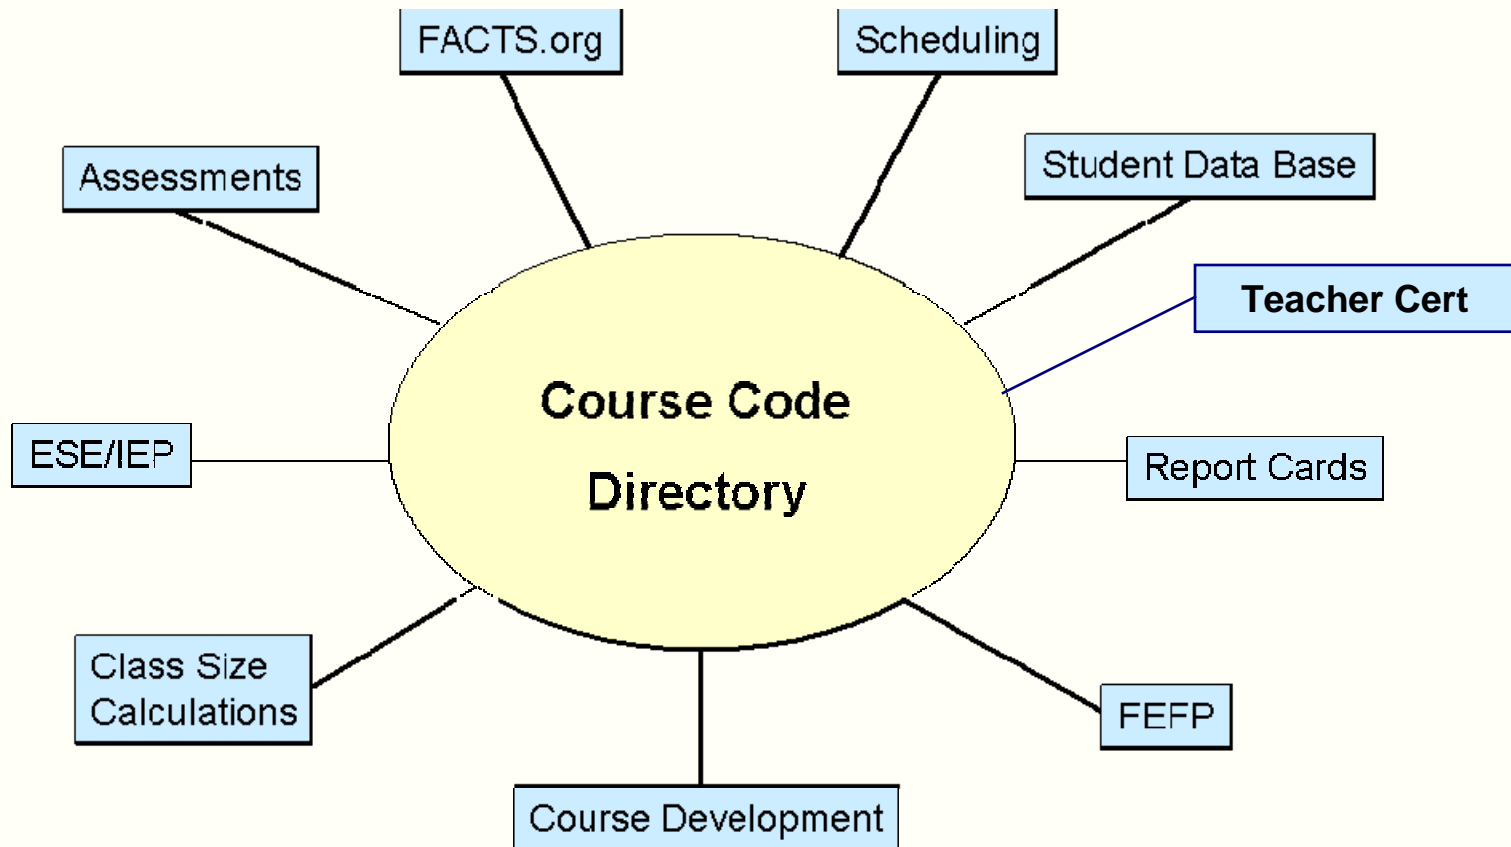 FACTS.org
Scheduling
Assessments
Student Data Base
Teacher Cert
Course Code
Directory
ESE/IEP
Report Cards
Class Size
Calculations
FEFP
Course Development